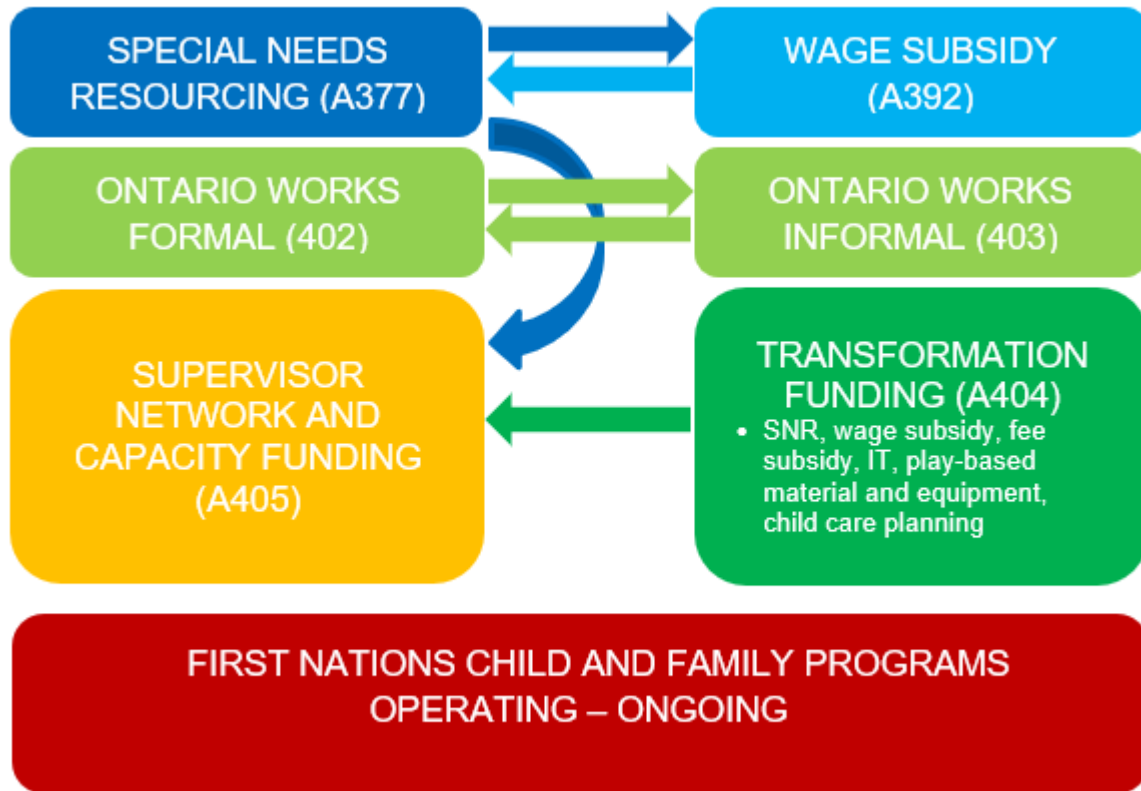 SPECIAL NEEDS
RESOURCING (A377)
WAGE SUBSIDY
(A392)
ONTARIO WORKS
FORMAL (402)
ONTARIO WORKS
INFORMAL (403)
SUPERVISOR
NETWORK AND
CAPACITY FUNDING
(A405)
TRANSFORMATION
FUNDING (A404)
• SNR, wage subsidy, fee
subsidy, IT, play-based
material and equipment,
child care planning
FIRST NATIONS CHILD AND FAMILY PROGRAMS
OPERATING – ONGOING